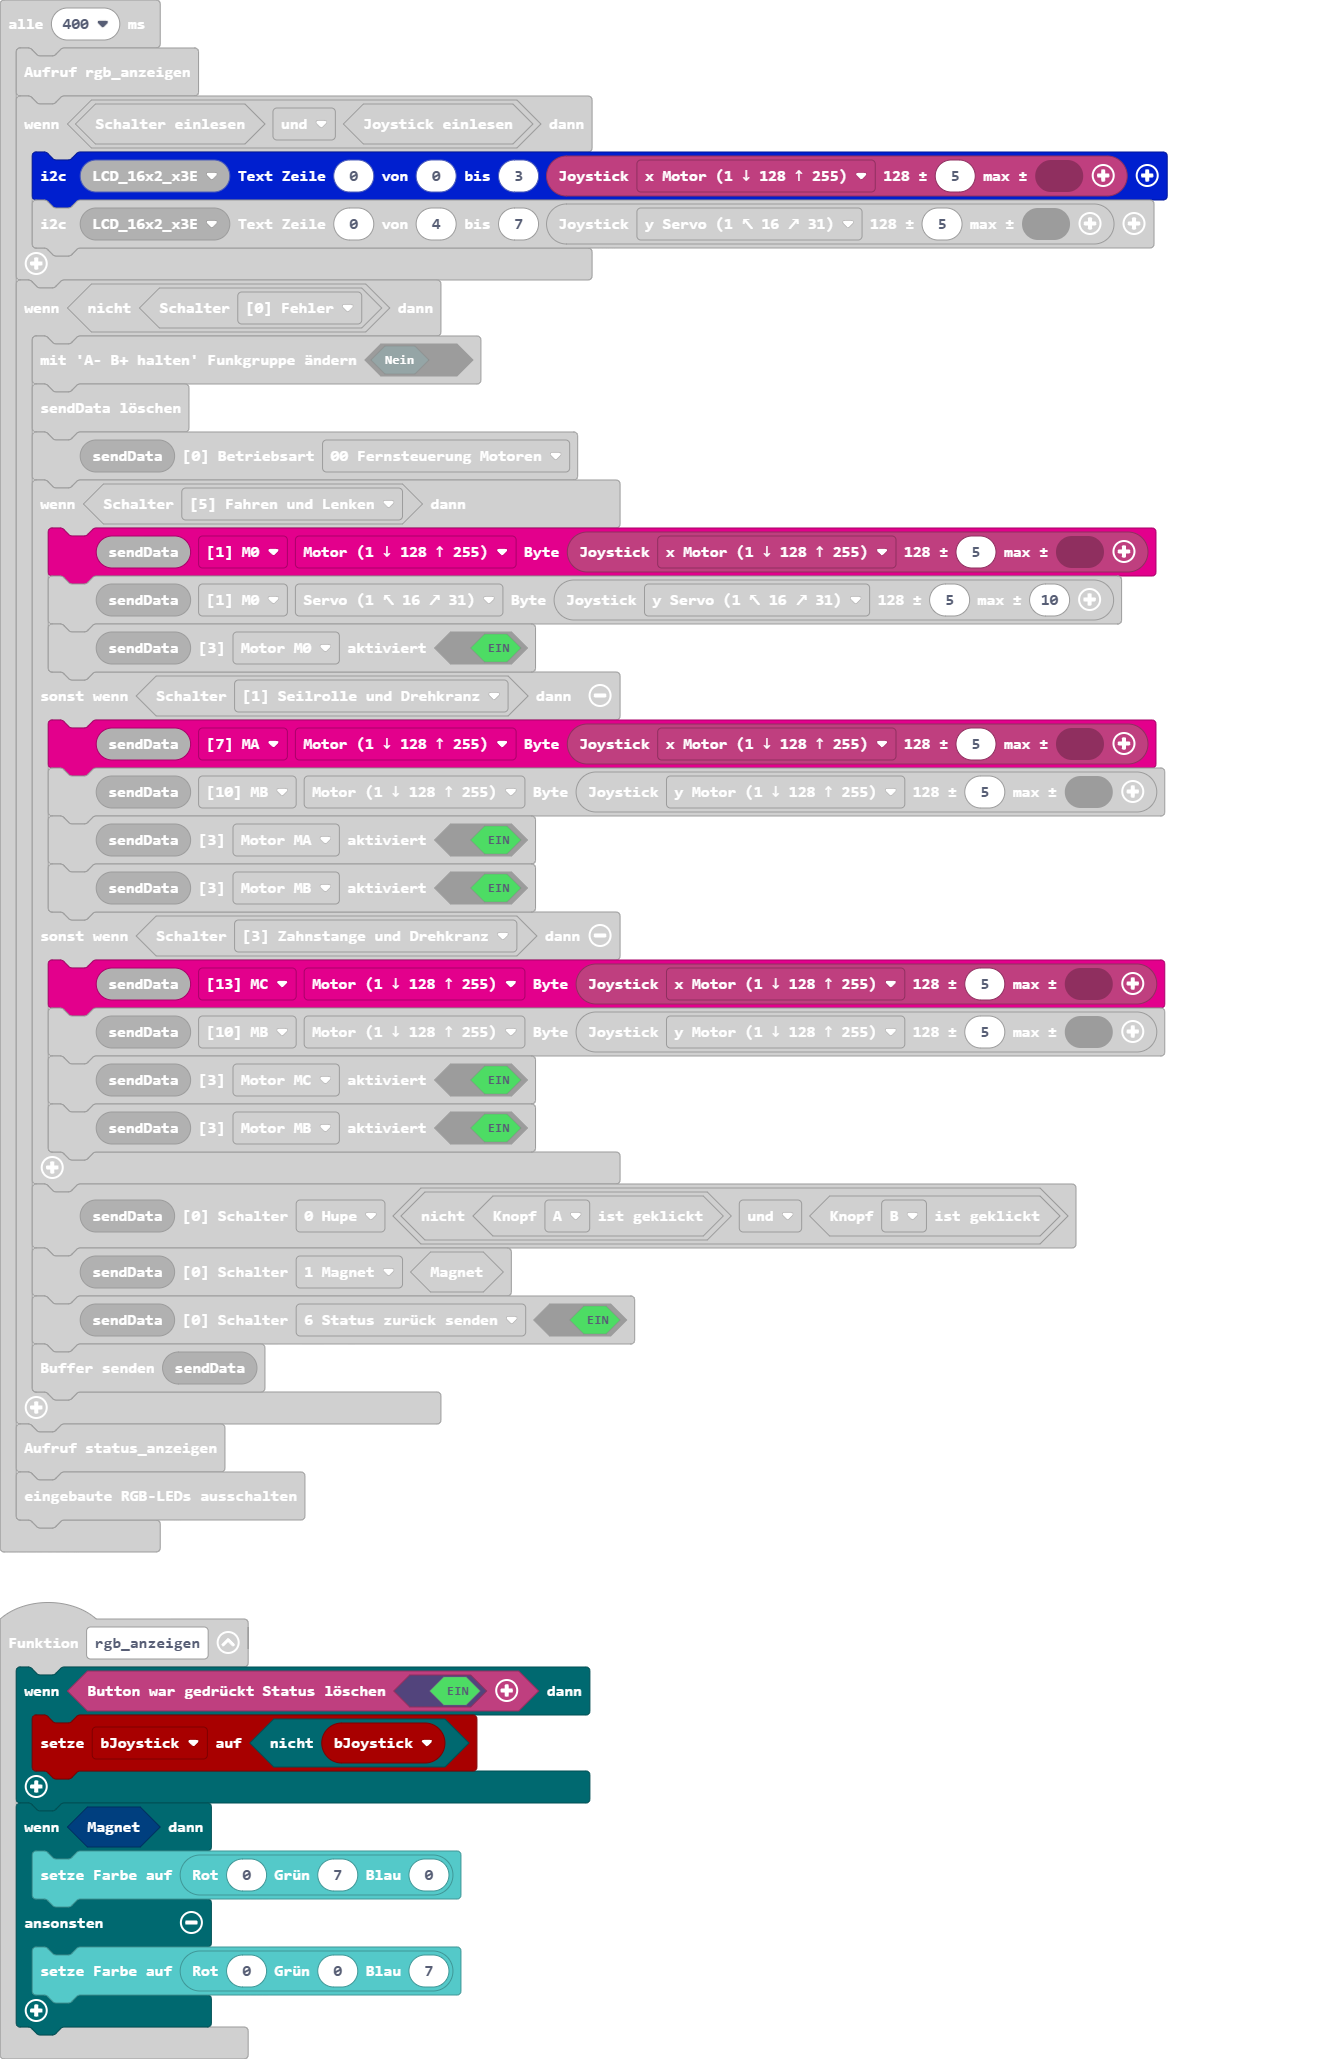 alle 400 ms
Aufruf rgb_anzeigen
wenn Schalter einlesen und Joystick einlesen dann
i2c LCD_16x2_x3E Text Zeile 0 von 0 bis 3 Joystick x Motor (1 ↓ 128 ↑ 255) 128 ± 5 max ±
i2c LCD_16x2_x3E Text Zeile 0 von 4 bis 7 Joystick y Servo (1 ↖ 16 ↗ 31) 128 ± 5 max ±
wenn nicht Schalter [0] Fehler dann
mit 'A- B+ halten' Funkgruppe ändern Nein
sendData löschen
sendData [0] Betriebsart 00 Fernsteuerung Motoren
wenn Schalter [5] Fahren und Lenken dann
sendData [1] M0 Motor (1 ↓ 128 ↑ 255) Byte Joystick x Motor (1 ↓ 128 ↑ 255) 128 ± 5 max ±
sendData [1] M0 Servo (1 ↖ 16 ↗ 31) Byte Joystick y Servo (1 ↖ 16 ↗ 31) 128 ± 5 max ± 10
sendData [3] Motor M0 aktiviert EIN
sonst wenn Schalter [1] Seilrolle und Drehkranz dann
sendData [7] MA Motor (1 ↓ 128 ↑ 255) Byte Joystick x Motor (1 ↓ 128 ↑ 255) 128 ± 5 max ±
sendData [10] MB Motor (1 ↓ 128 ↑ 255) Byte Joystick y Motor (1 ↓ 128 ↑ 255) 128 ± 5 max ±
sendData [3] Motor MA aktiviert EIN
sendData [3] Motor MB aktiviert EIN
sonst wenn Schalter [3] Zahnstange und Drehkranz dann
sendData [13] MC Motor (1 ↓ 128 ↑ 255) Byte Joystick x Motor (1 ↓ 128 ↑ 255) 128 ± 5 max ±
sendData [10] MB Motor (1 ↓ 128 ↑ 255) Byte Joystick y Motor (1 ↓ 128 ↑ 255) 128 ± 5 max ±
sendData [3] Motor MC aktiviert EIN
sendData [3] Motor MB aktiviert EIN
sendData [0] Schalter 0 Hupe nicht Knopf A ist geklickt und Knopf B ist geklickt
sendData [0] Schalter 1 Magnet Magnet
sendData [0] Schalter 6 Status zurück senden EIN
Buffer senden sendData
Aufruf status_anzeigen
eingebaute RGB-LEDs ausschalten
Funktion rgb_anzeigen
wenn Button war gedrückt Status löschen EIN dann
setze bJoystick auf nicht bJoystick
wenn Magnet dann
setze Farbe auf Rot 0 Grün 7 Blau 0
ansonsten
setze Farbe auf Rot 0 Grün 0 Blau 7